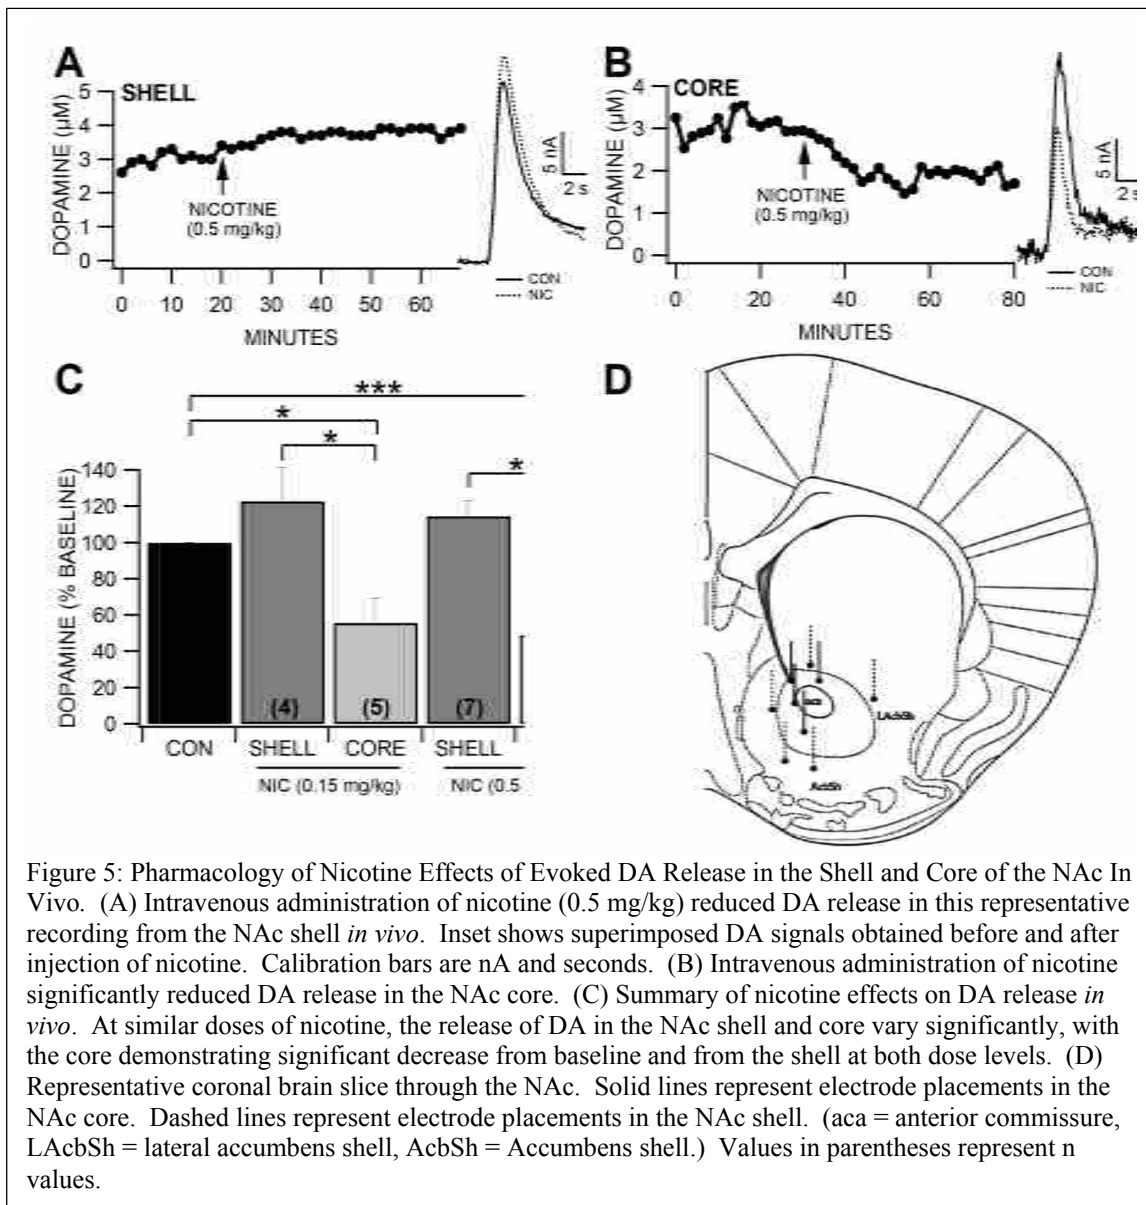 A
SHELL
DOPAMINE (µM)
5
4
3
2
1
0
NICOTINE
(0.5 mg/kg)
5 nA
2 s
CON
NIC
0 10 20 30 40 50 60
MINUTES
B
CORE
DOPAMINE (µM)
4
3
2
1
0
NICOTINE
(0.5 mg/kg)
5 nA
2 s
CON
NIC
0 20 40 60 80
MINUTES
C
***
*
*
*
DOPAMINE (% BASELINE)
140
120
100
80
60
40
20
0
(4) (5) (7)
CON SHELL CORE SHELL
NIC (0.15 mg/kg) NIC (0.5
D
aca
LAcbSh
AcbSh
Figure 5: Pharmacology of Nicotine Effects of Evoked DA Release in the Shell and Core of the NAc In
Vivo. (A) Intravenous administration of nicotine (0.5 mg/kg) reduced DA release in this representative
recording from the NAc shell in vivo. Inset shows superimposed DA signals obtained before and after
injection of nicotine. Calibration bars are nA and seconds. (B) Intravenous administration of nicotine
significantly reduced DA release in the NAc core. (C) Summary of nicotine effects on DA release in
vivo. At similar doses of nicotine, the release of DA in the NAc shell and core vary significantly, with
the core demonstrating significant decrease from baseline and from the shell at both dose levels. (D)
Representative coronal brain slice through the NAc. Solid lines represent electrode placements in the
NAc core. Dashed lines represent electrode placements in the NAc shell. (aca = anterior commissure,
LAcbSh = lateral accumbens shell, AcbSh = Accumbens shell.) Values in parentheses represent n
values.